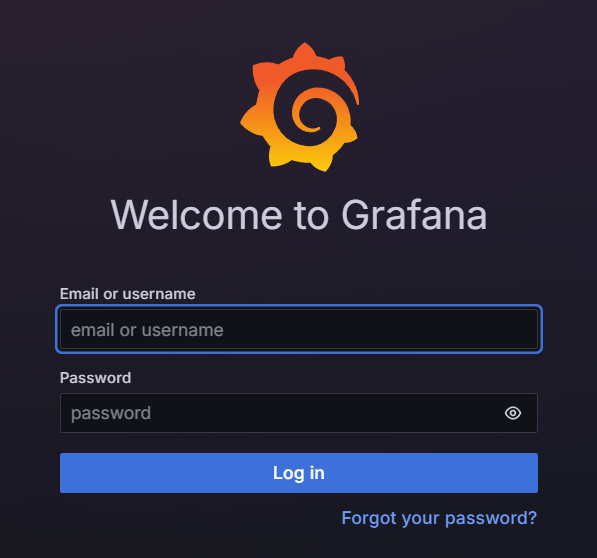 Welcome to Grafana
Email or username
email or username
Password
password
Log in
Forgot your password?